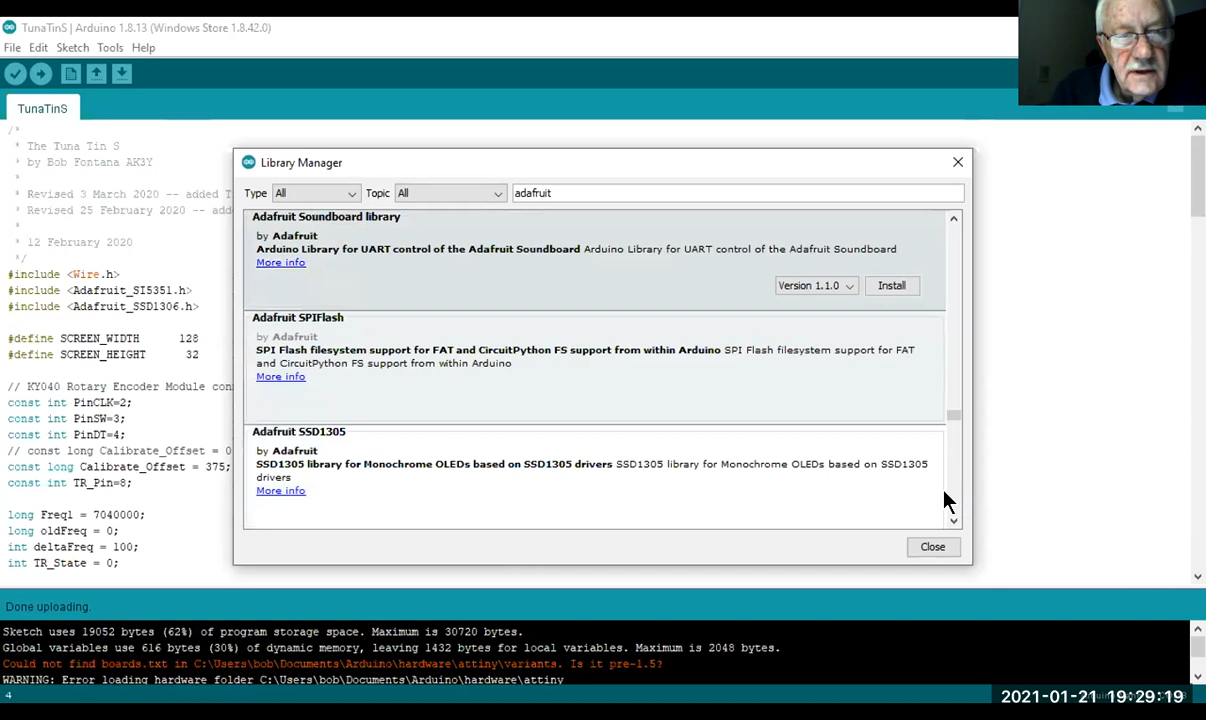 TunaTinS | Arduino 1.8.13 (Windows Store 1.8.42.0)
File Edit Sketch Tools Help
TunaTinS
/*
* The Tuna Tin S
* by Bob Fontana AK3Y
*
* Revised 3 March 2020 -- added T
* Revised 25 February 2020 -- adde
*
* 12 February 2020
*/
#include <Wire.h>
#include <Adafruit_SI5351.h>
#include <Adafruit_SSD1306.h>
#define SCREEN_WIDTH 128
#define SCREEN_HEIGHT 32
// KY040 Rotary Encoder Module con
const int PinCLK=2;
const int PinSW=3;
const int PinDT=4;
// const long Calibrate_Offset = 0
const long Calibrate_Offset = 375;
const int TR_Pin=8;
long Freq1 = 7040000;
long oldFreq = 0;
int deltaFreq = 100;
int TR_State = 0;
Library Manager
Type All Topic All adafruit
Adafruit Soundboard library
by Adafruit
Arduino Library for UART control of the Adafruit Soundboard Arduino Library for UART control of the Adafruit Soundboard
More info
Version 1.1.0 Install
Adafruit SPIFlash
by Adafruit
SPI Flash filesystem support for FAT and CircuitPython FS support from within Arduino SPI Flash filesystem support for FAT
and CircuitPython FS support from within Arduino
More info
Adafruit SSD1305
by Adafruit
SSD1305 library for Monochrome OLEDs based on SSD1305 drivers SSD1305 library for Monochrome OLEDs based on SSD1305
drivers
More info
Close
Done uploading.
Sketch uses 19052 bytes (62%) of program storage space. Maximum is 30720 bytes.
Global variables use 616 bytes (30%) of dynamic memory, leaving 1432 bytes for local variables. Maximum is 2048 bytes.
Could not find boards.txt in C:\Users\bob\Documents\Arduino\hardware\attiny\variants. Is it pre-1.5?
WARNING: Error loading hardware folder C:\Users\bob\Documents\Arduino\hardware\attiny
4
2021-01-21 19:29:19